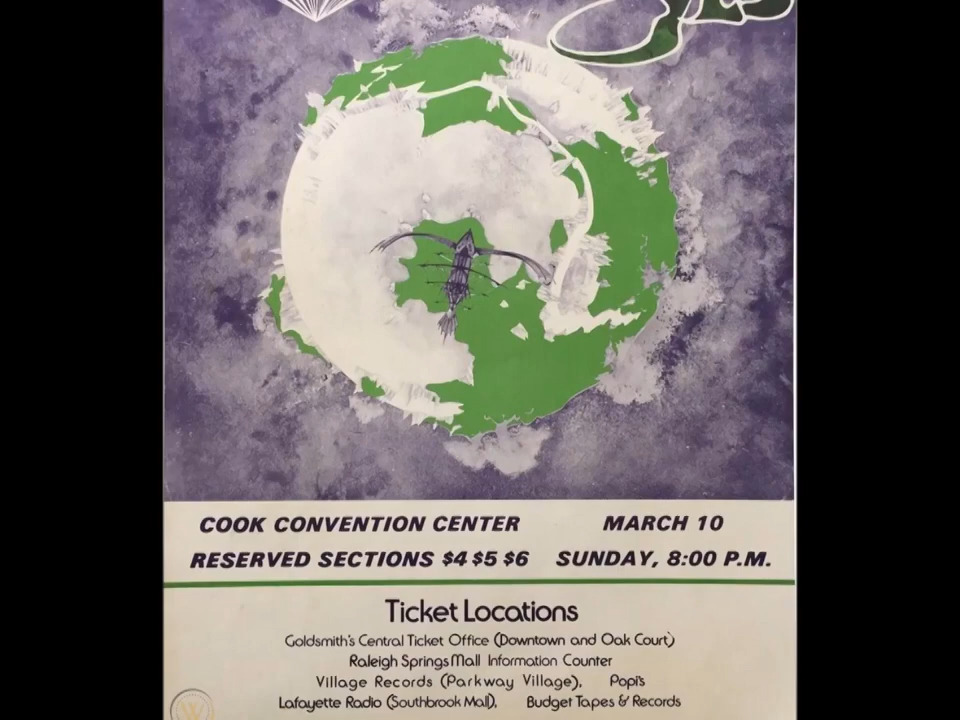 COOK CONVENTION CENTER MARCH 10
RESERVED SECTIONS $4 $5 $6 SUNDAY, 8:00 P.M.
Ticket Locations
Goldsmith's Central Ticket Office (Downtown and Oak Court)
Raleigh Springs Mall Information Counter
Village Records (Parkway Village), Popi's
Lafayette Radio (Southbrook Mall), Budget Tapes & Records